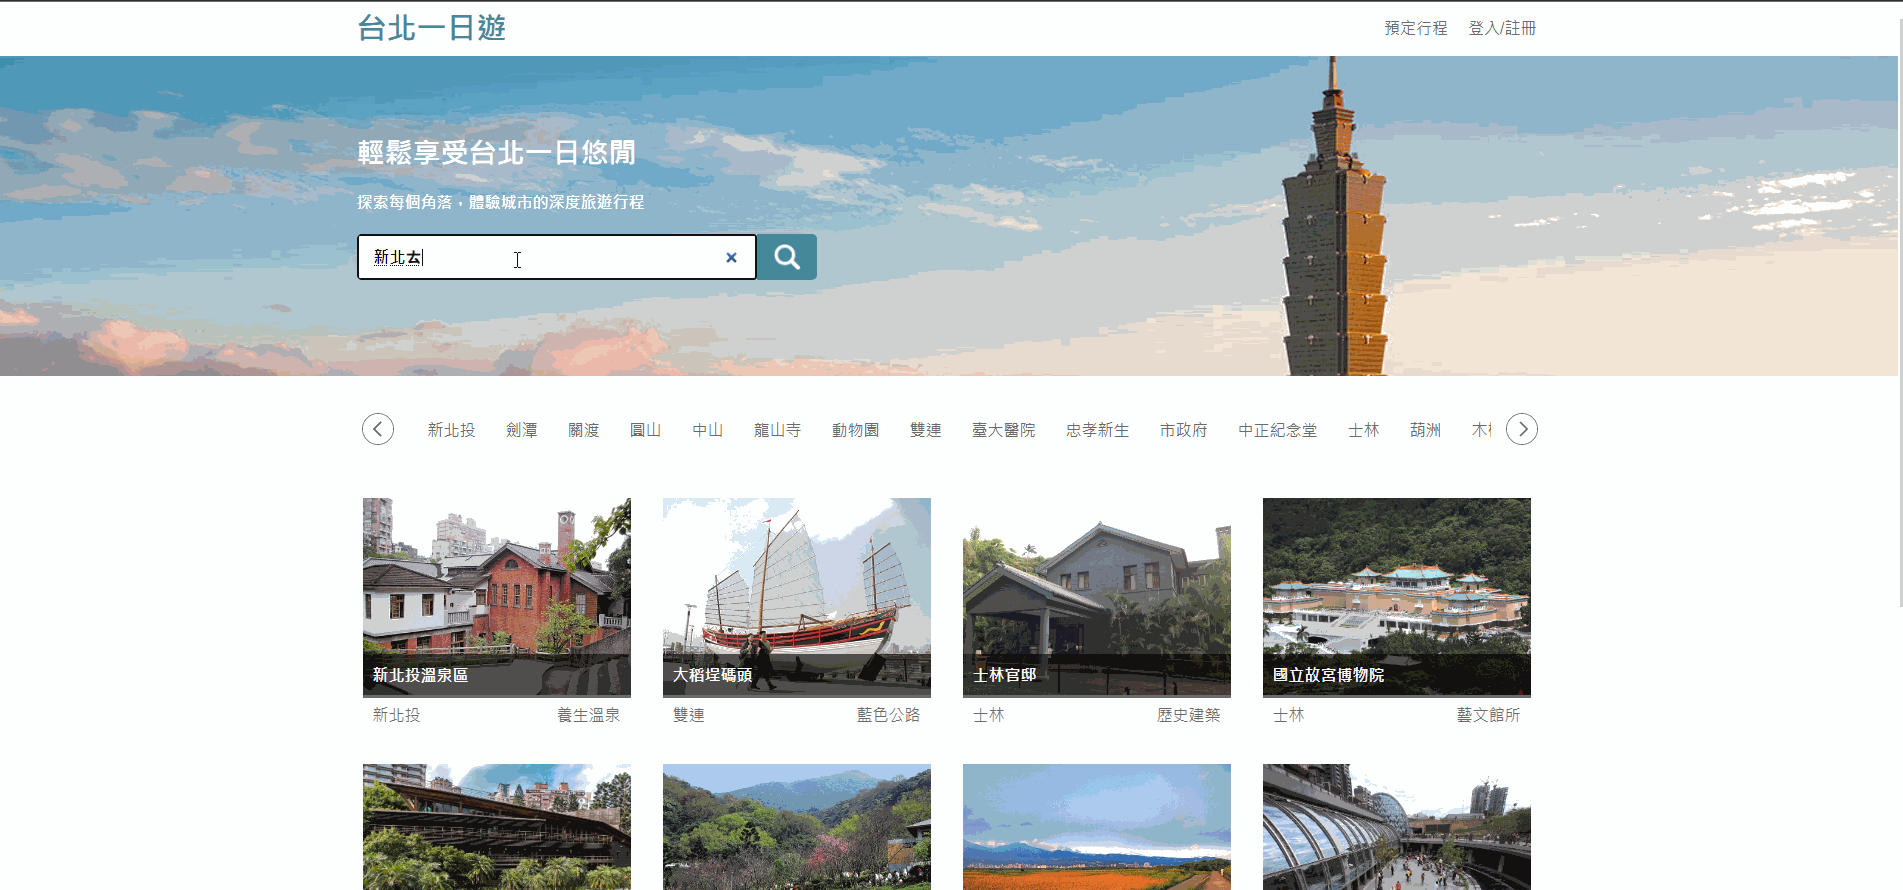 台北一日遊
預定行程 登入/註冊
輕鬆享受台北一日悠閒
探索每個角落，體驗城市的深度旅遊行程
新北ㄊ
新北投 劍潭 關渡 圓山 中山 龍山寺 動物園 雙連 臺大醫院 忠孝新生 市政府 中正紀念堂 士林 葫洲 木
新北投溫泉區
新北投 養生溫泉
大稻埕碼頭
雙連 藍色公路
士林官邸
士林 歷史建築
國立故宮博物院
士林 藝文館所